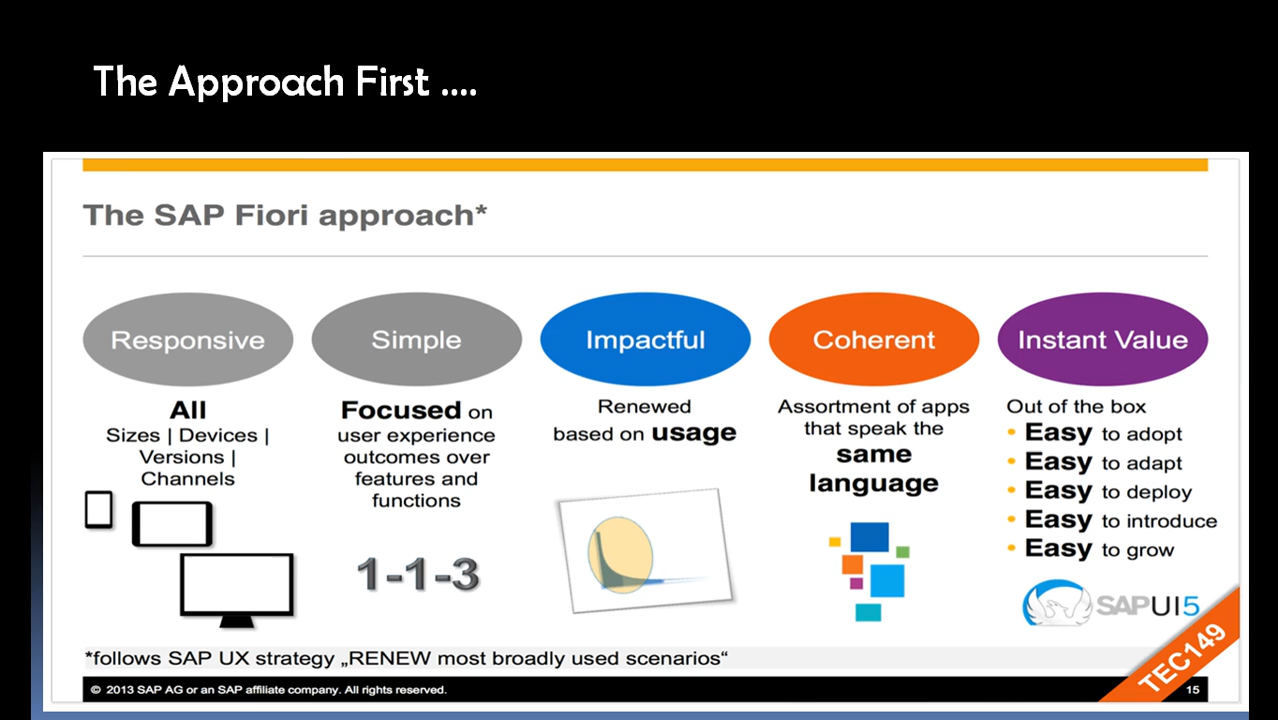 The Approach First ....
The SAP Fiori approach*
Responsive
All
Sizes | Devices |
Versions |
Channels
Simple
Focused on
user experience
outcomes over
features and
functions
1-1-3
Impactful
Renewed
based on usage
Coherent
Assortment of apps
that speak the
same
language
Instant Value
Out of the box
• Easy to adopt
• Easy to adapt
• Easy to deploy
• Easy to introduce
• Easy to grow
SAPUI5
*follows SAP UX strategy „RENEW most broadly used scenarios“
© 2013 SAP AG or an SAP affiliate company. All rights reserved.
TEC149
15